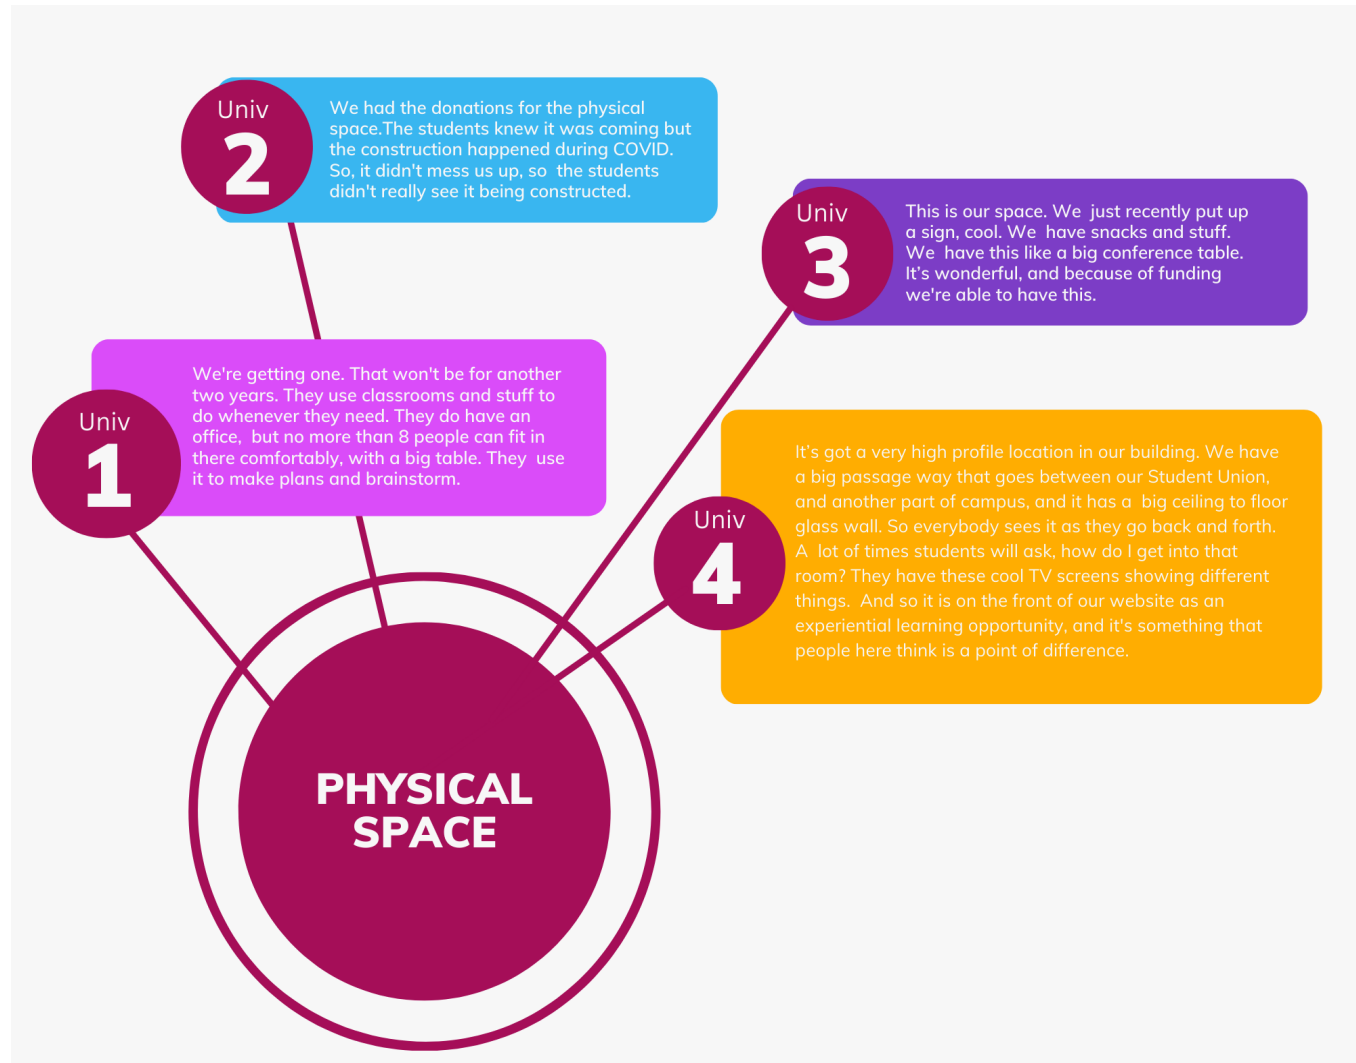 Univ
2
We had the donations for the physical
space.The students knew it was coming but
the construction happened during COVID.
So, it didn't mess us up, so  the students
didn't really see it being constructed.
Univ
3
This is our space. We  just recently put up
a sign, cool. We  have snacks and stuff.
We  have this like a big conference table.
It's wonderful, and because of funding
we're able to have this.
Univ
1
We're getting one. That won't be for another
two years. They use classrooms and stuff to
do whenever they need. They do have an
office,  but no more than 8 people can fit in
there comfortably, with a big table. They  use
it to make plans and brainstorm.
Univ
4
It's got a very high profile location in our building. We have
a big passage way that goes between our Student Union,
and another part of campus, and it has a  big ceiling to floor
glass wall. So everybody sees it as they go back and forth.
A  lot of times students will ask, how do I get into that
room? They have these cool TV screens showing different
things.  And so it is on the front of our website as an
experiential learning opportunity, and it's something that
people here think is a point of difference.
PHYSICAL
SPACE